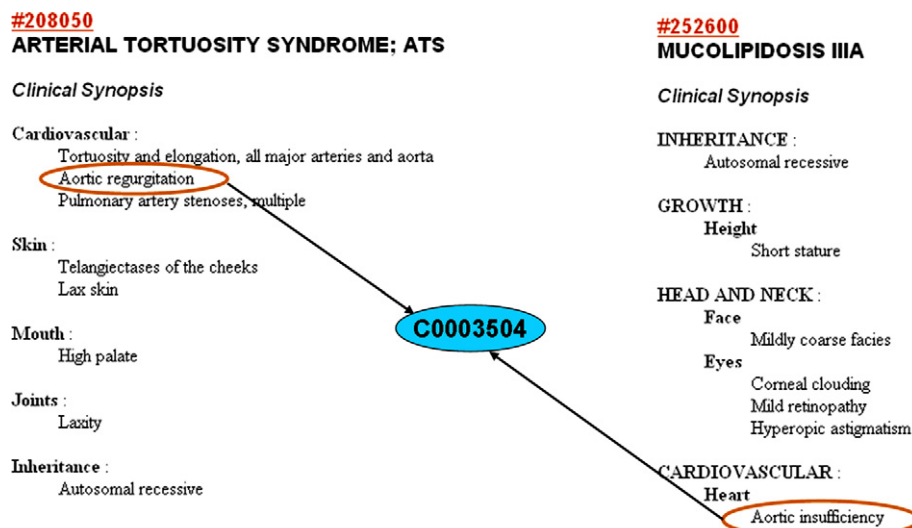 #208050
ARTERIAL TORTUOSITY SYNDROME; ATS
Clinical Synopsis
Cardiovascular :
Tortuosity and elongation, all major arteries and aorta
Aortic regurgitation
Pulmonary artery stenoses, multiple
Skin :
Telangiectases of the cheeks
Lax skin
Mouth :
High palate
Joints :
Laxity
Inheritance :
Autosomal recessive
C0003504
#252600
MUCOLIPIDOSIS IIIA
Clinical Synopsis
INHERITANCE :
Autosomal recessive
GROWTH :
Height
Short stature
HEAD AND NECK :
Face
Mildly coarse facies
Eyes
Corneal clouding
Mild retinopathy
Hyperopic astigmatism
CARDIOVASCULAR :
Heart
Aortic insufficiency